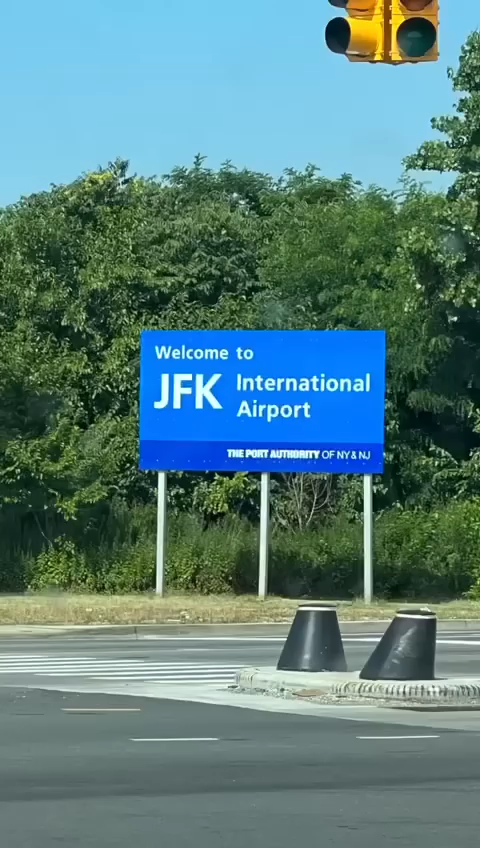 Welcome to
JFK International
Airport
THE PORT AUTHORITY OF NY & NJ